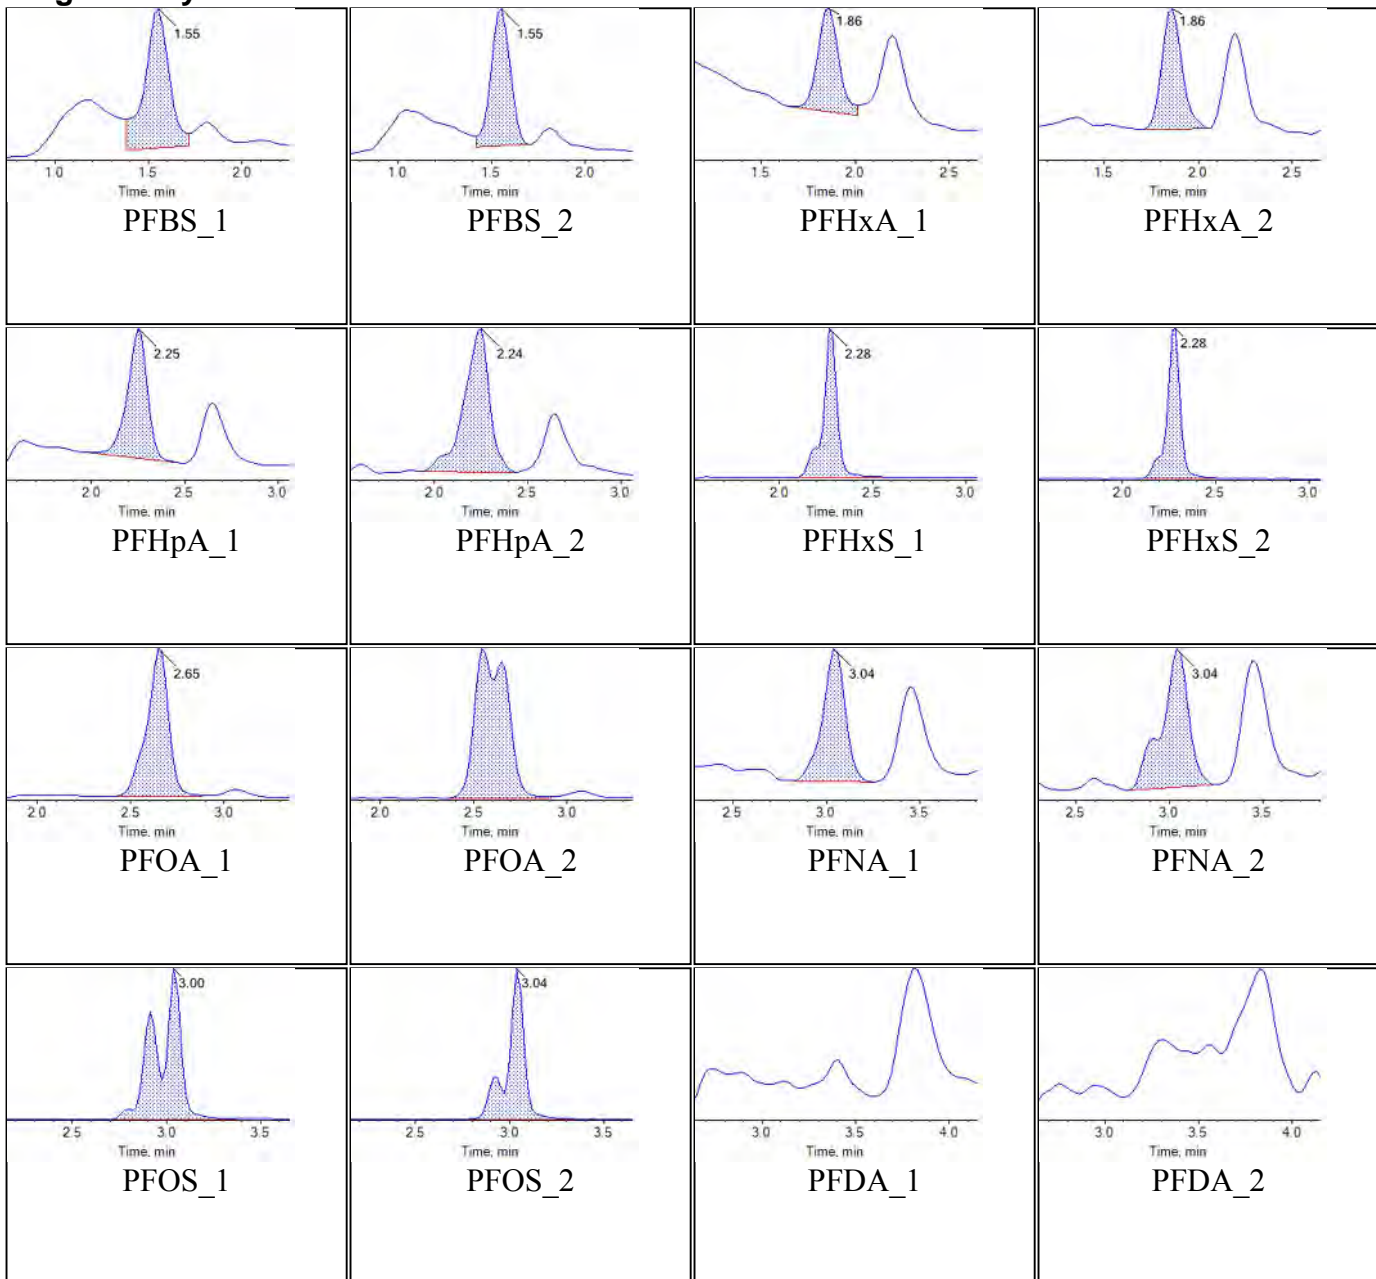 1.55 1.55 1.86 1.86
1.0 1.5 2.0 1.0 1.5 2.0 1.5 2.0 2.5 1.5 2.0 2.5
Time, min Time, min Time, min Time, min
PFBS_1 PFBS_2 PFHxA_1 PFHxA_2
2.25 2.24 2.28 2.28
2.0 2.5 3.0 2.0 2.5 3.0 2.0 2.5 3.0 2.0 2.5 3.0
Time, min Time, min Time, min Time, min
PFHpA_1 PFHpA_2 PFHxS_1 PFHxS_2
2.65 3.04 3.04
2.0 2.5 3.0 2.0 2.5 3.0 2.5 3.0 3.5 2.5 3.0 3.5
Time, min Time, min Time, min Time, min
PFOA_1 PFOA_2 PFNA_1 PFNA_2
3.00 3.04
2.5 3.0 3.5 2.5 3.0 3.5 3.0 3.5 4.0 3.0 3.5 4.0
Time, min Time, min Time, min Time, min
PFOS_1 PFOS_2 PFDA_1 PFDA_2